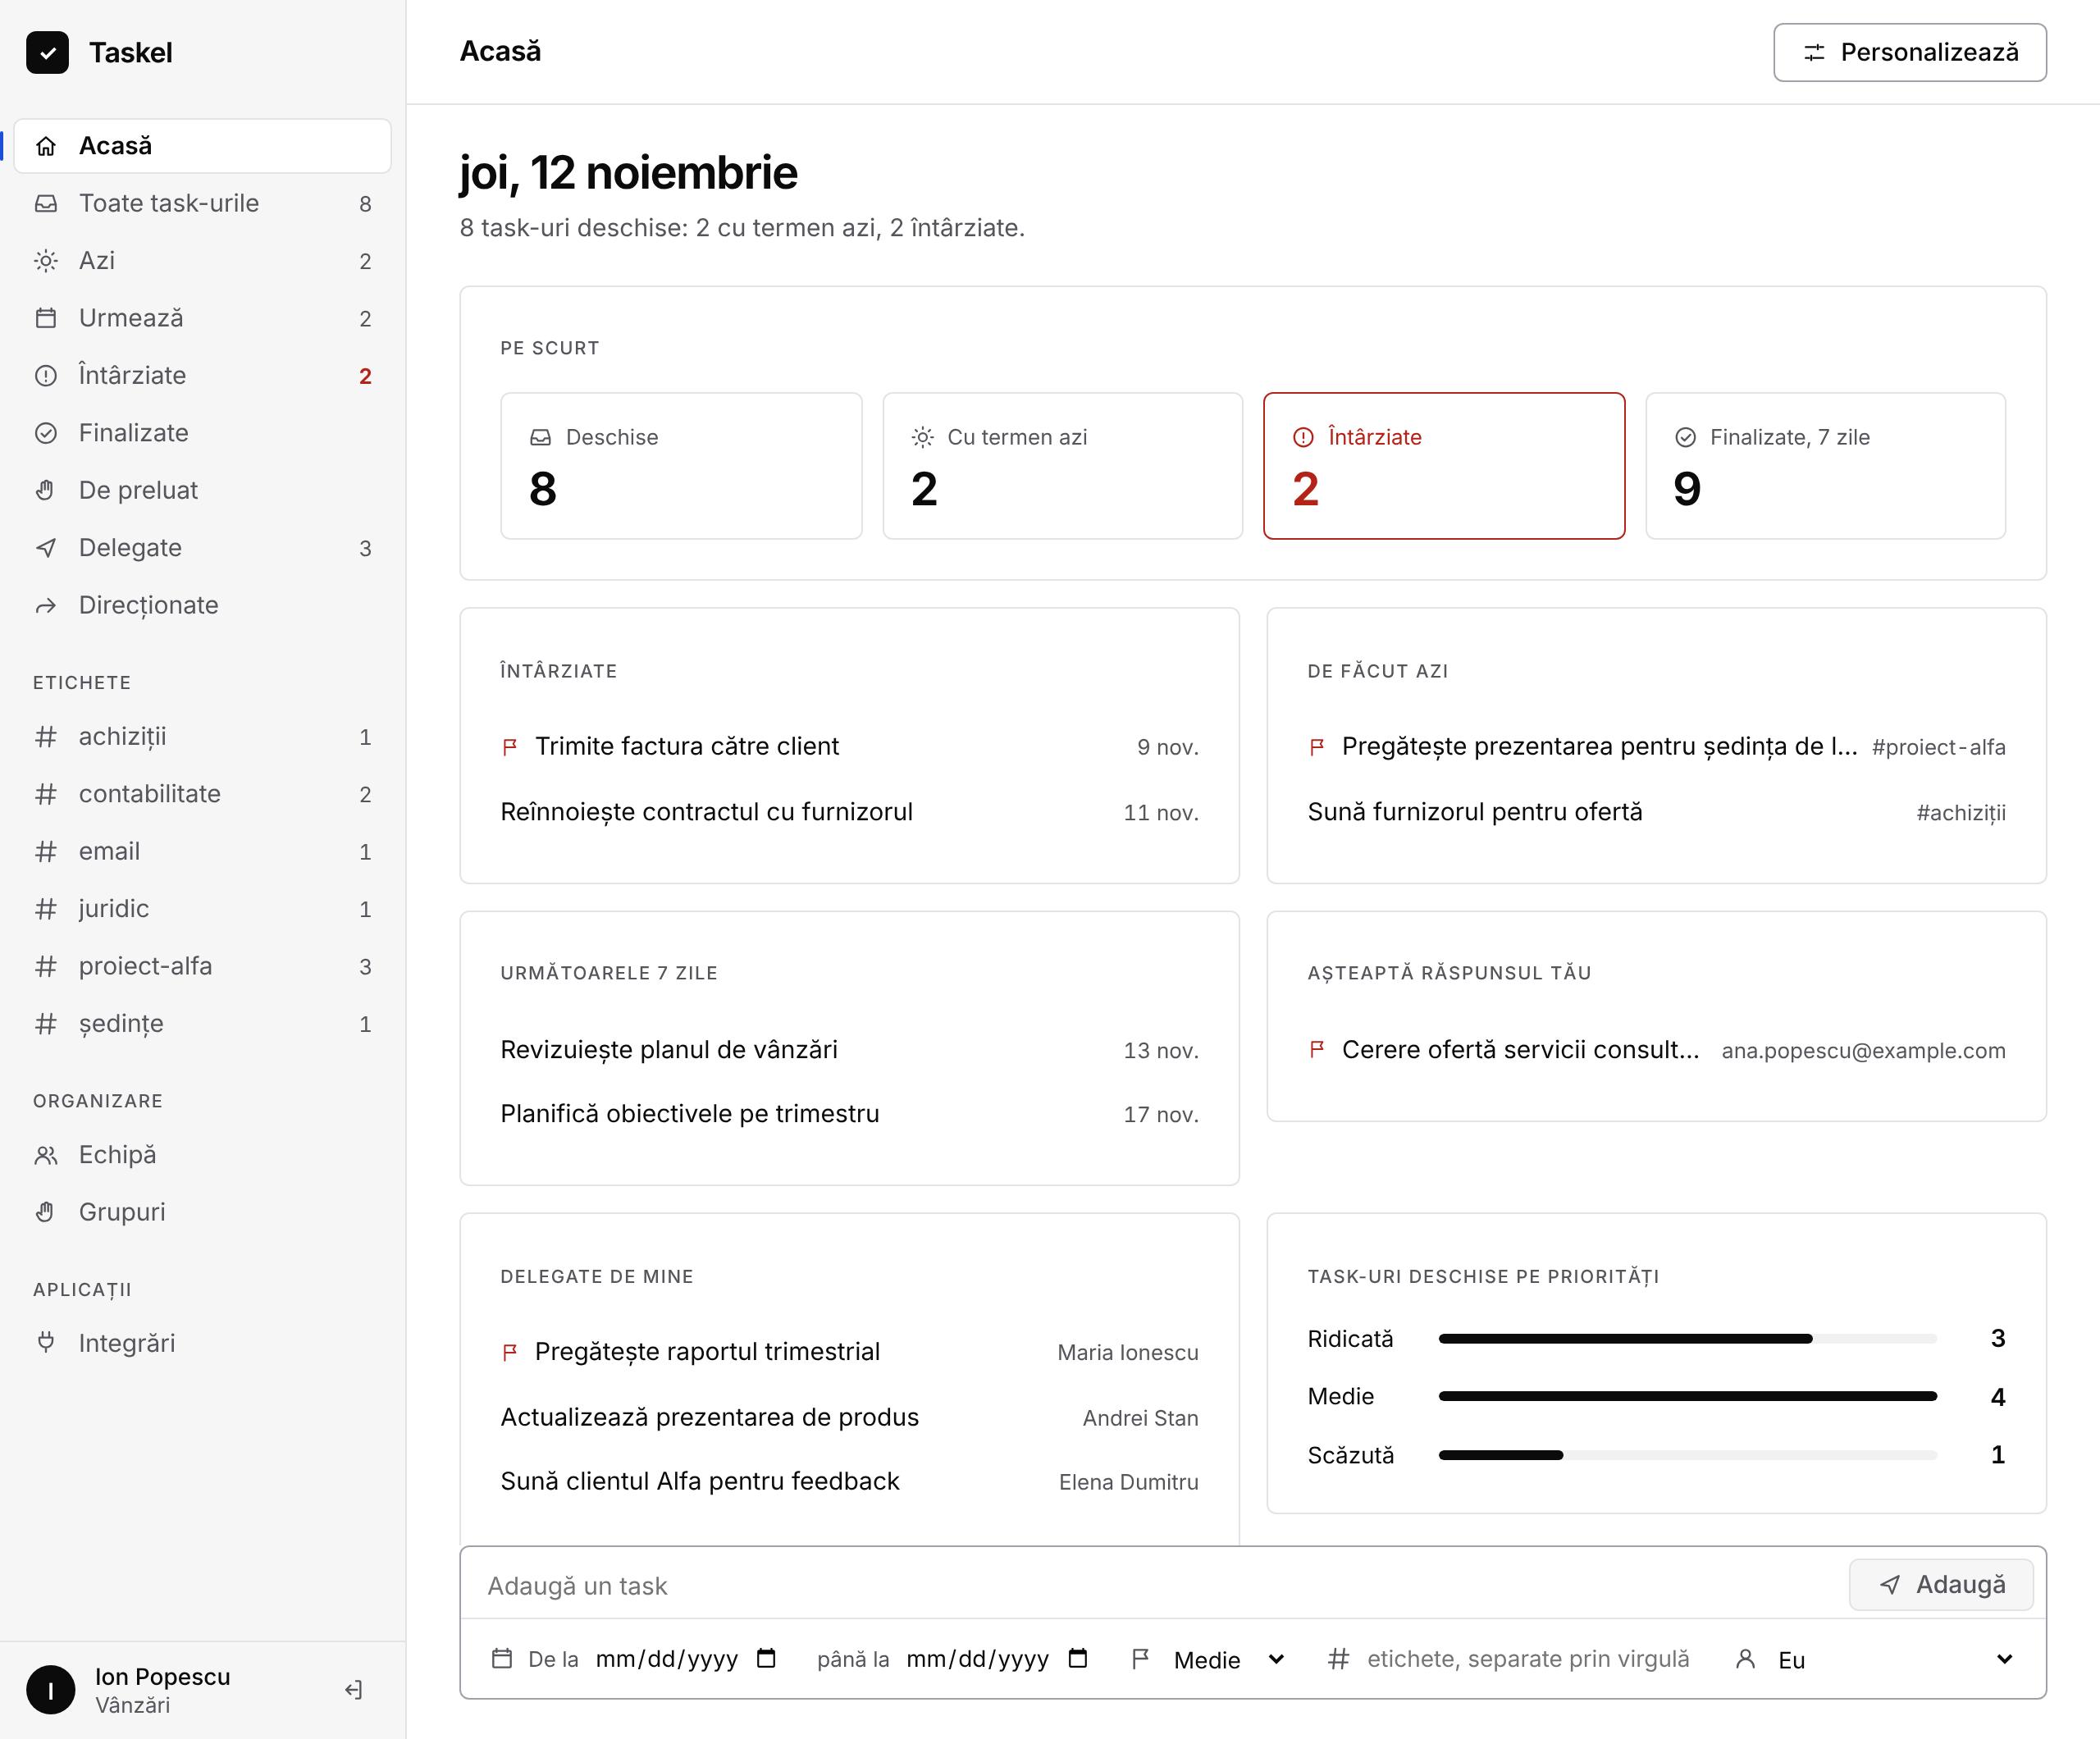 Taskel
Acasă
Toate task-urile 8
Azi 2
Urmează 2
Întârziate 2
Finalizate
De preluat
Delegate 3
Direcționate
ETICHETE
# achiziții 1
# contabilitate 2
# email 1
# juridic 1
# proiect-alfa 3
# ședințe 1
ORGANIZARE
Echipă
Grupuri
APLICAȚII
Integrări
I
Ion Popescu
Vânzări
Acasă
Personalizează
joi, 12 noiembrie
8 task-uri deschise: 2 cu termen azi, 2 întârziate.
PE SCURT
Deschise
8
Cu termen azi
2
Întârziate
2
Finalizate, 7 zile
9
ÎNTÂRZIATE
Trimite factura către client 9 nov.
Reînnoiește contractul cu furnizorul 11 nov.
DE FĂCUT AZI
Pregătește prezentarea pentru ședința de l... #proiect-alfa
Sună furnizorul pentru ofertă #achiziții
URMĂTOARELE 7 ZILE
Revizuiește planul de vânzări 13 nov.
Planifică obiectivele pe trimestru 17 nov.
AȘTEAPTĂ RĂSPUNSUL TĂU
Cerere ofertă servicii consult... ana.popescu@example.com
DELEGATE DE MINE
Pregătește raportul trimestrial Maria Ionescu
Actualizează prezentarea de produs Andrei Stan
Sună clientul Alfa pentru feedback Elena Dumitru
TASK-URI DESCHISE PE PRIORITĂȚI
Ridicată 3
Medie 4
Scăzută 1
Adaugă un task
Adaugă
De la mm/dd/yyyy până la mm/dd/yyyy Medie # etichete, separate prin virgulă Eu